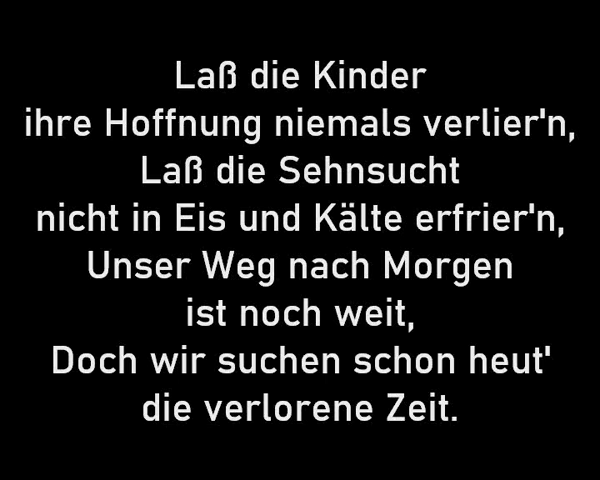 Laß die Kinder
ihre Hoffnung niemals verlier'n,
Laß die Sehnsucht
nicht in Eis und Kälte erfrier'n,
Unser Weg nach Morgen
ist noch weit,
Doch wir suchen schon heut'
die verlorene Zeit.